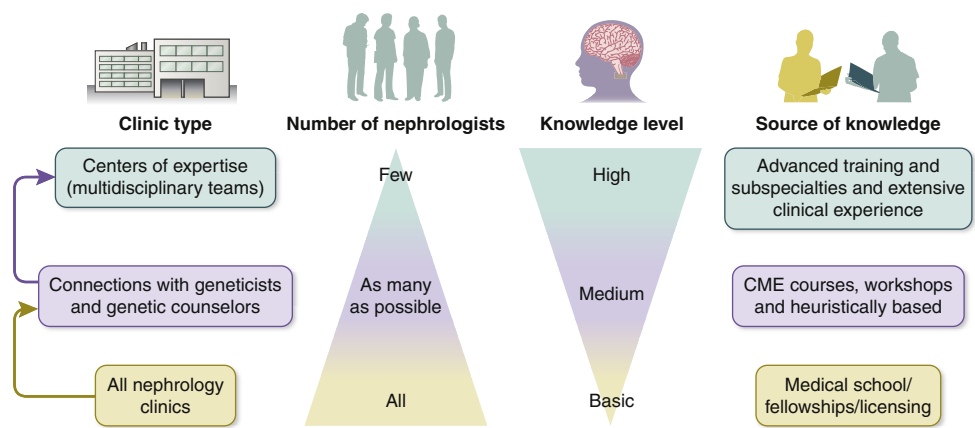 Clinic type
Number of nephrologists
Knowledge level
Source of knowledge
Centers of expertise
(multidisciplinary teams)
Few
High
Advanced training and
subspecialties and extensive
clinical experience
Connections with geneticists
and genetic counselors
As many
as possible
Medium
CME courses, workshops
and heuristically based
All nephrology
clinics
All
Basic
Medical school/
fellowships/licensing